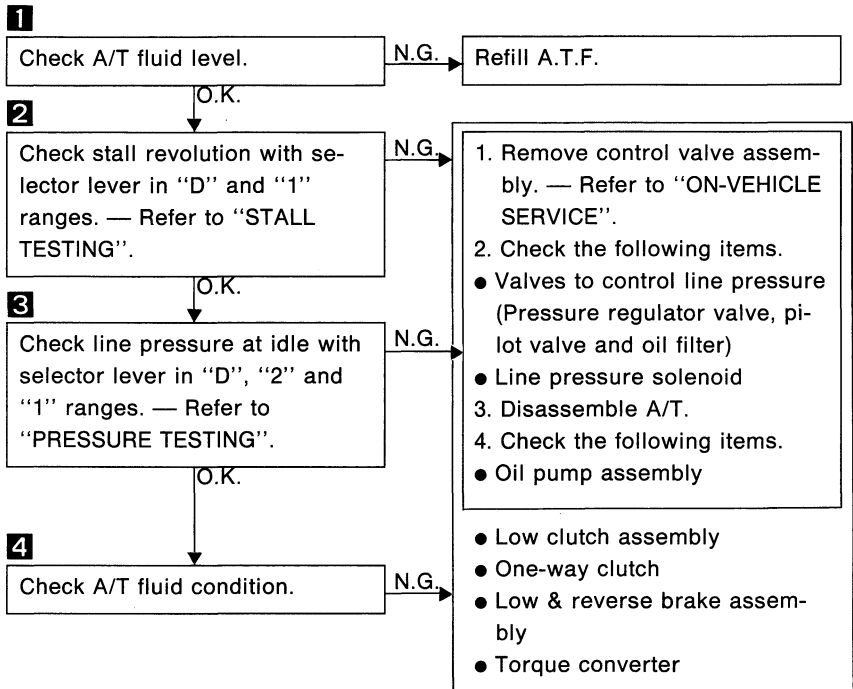 1
Check A/T fluid level.
N.G.
Refill A.T.F.
O.K.
2
Check stall revolution with se-
lector lever in “D” and “1”
ranges. — Refer to “STALL
TESTING”.
N.G.
O.K.
3
Check line pressure at idle with
selector lever in “D”, “2” and
“1” ranges. — Refer to
“PRESSURE TESTING”.
N.G.
O.K.
4
Check A/T fluid condition.
N.G.
1. Remove control valve assem-
bly. — Refer to “ON-VEHICLE
SERVICE”.
2. Check the following items.
● Valves to control line pressure
(Pressure regulator valve, pi-
lot valve and oil filter)
● Line pressure solenoid
3. Disassemble A/T.
4. Check the following items.
● Oil pump assembly
● Low clutch assembly
● One-way clutch
● Low & reverse brake assem-
bly
● Torque converter